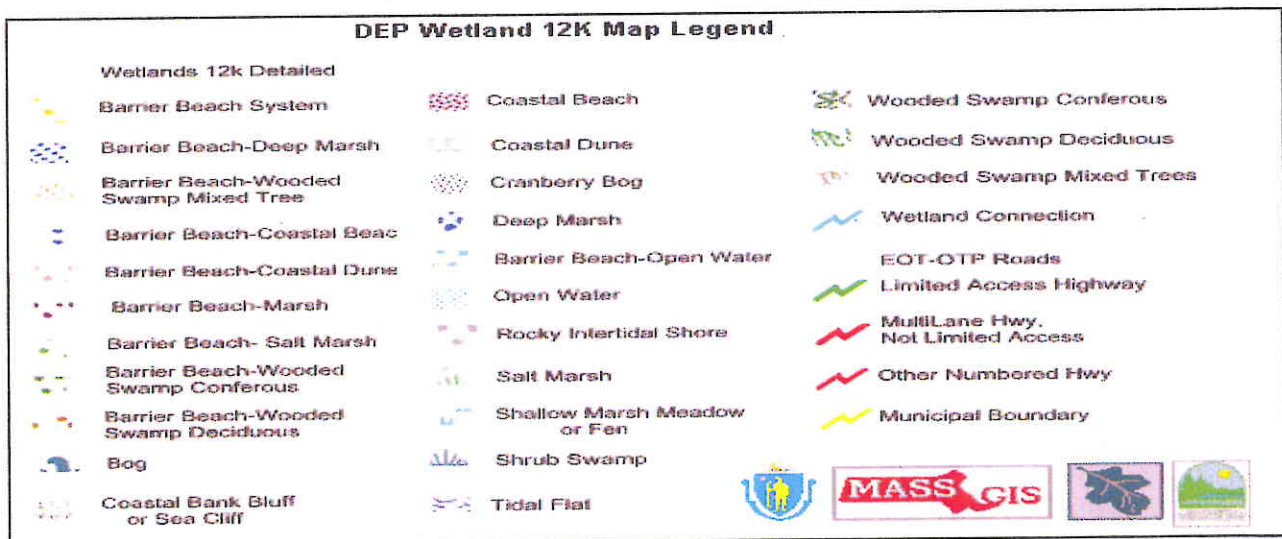 DEP Wetland 12K Map Legend
Wetlands 12k Detailed
Barrier Beach System
Barrier Beach-Deep Marsh
Barrier Beach-Wooded
Swamp Mixed Tree
Barrier Beach-Coastal Beac
Barrier Beach-Coastal Dune
Barrier Beach-Marsh
Barrier Beach- Salt Marsh
Barrier Beach-Wooded
Swamp Conferous
Barrier Beach-Wooded
Swamp Deciduous
Bog
Coastal Bank Bluff
or Sea Cliff
Coastal Beach
Coastal Dune
Cranberry Bog
Deep Marsh
Barrier Beach-Open Water
Open Water
Rocky Intertidal Shore
Salt Marsh
Shallow Marsh Meadow
or Fen
Shrub Swamp
Tidal Flat
Wooded Swamp Conferous
Wooded Swamp Deciduous
Wooded Swamp Mixed Trees
Wetland Connection
EOT-OTP Roads
Limited Access Highway
MultiLane Hwy,
Not Limited Access
Other Numbered Hwy
Municipal Boundary
MASS GIS